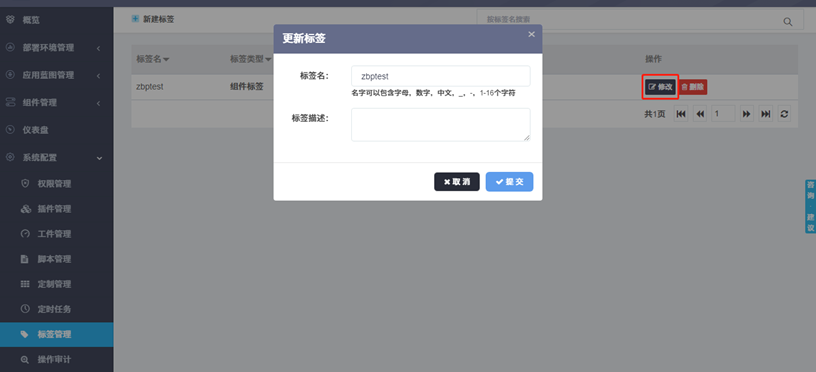 概览
部署环境管理
应用蓝图管理
组件管理
仪表盘
系统配置
权限管理
插件管理
工件管理
脚本管理
定制管理
定时任务
标签管理
操作审计
新建标签
按标签名搜索
标签名
标签类型
操作
zbptest
组件标签
修改
删除
共1页
1
更新标签
×
标签名：
zbptest
名字可以包含字母，数字，中文，_，-，1-16个字符
标签描述：
取消
提交
咨询
·
建议